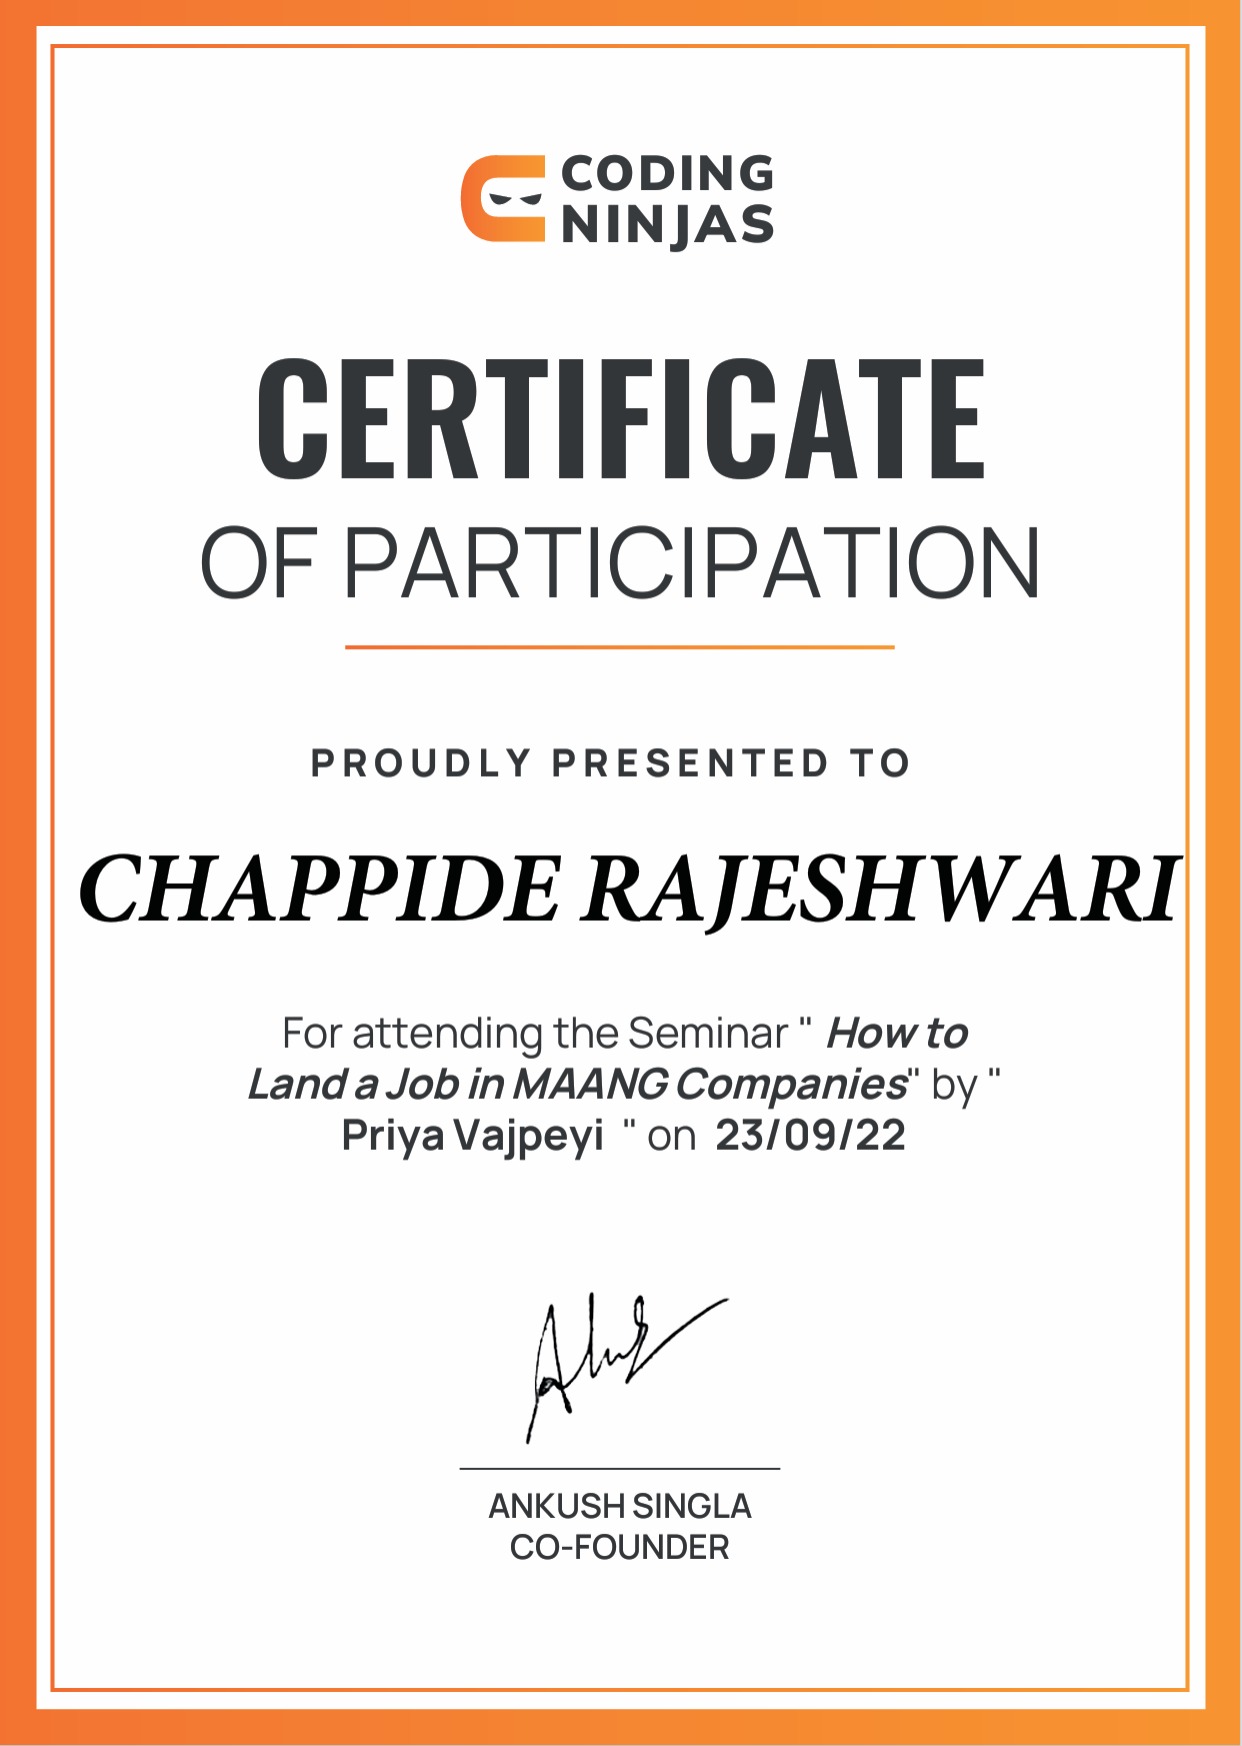 CODING
NINJAS
CERTIFICATE
OF PARTICIPATION
PROUDLY PRESENTED TO
CHAPPIDE RAJESHWARI
For attending the Seminar " How to
Land a Job in MAANG Companies" by "
Priya Vajpeyi " on 23/09/22
ANKUSH SINGLA
CO-FOUNDER